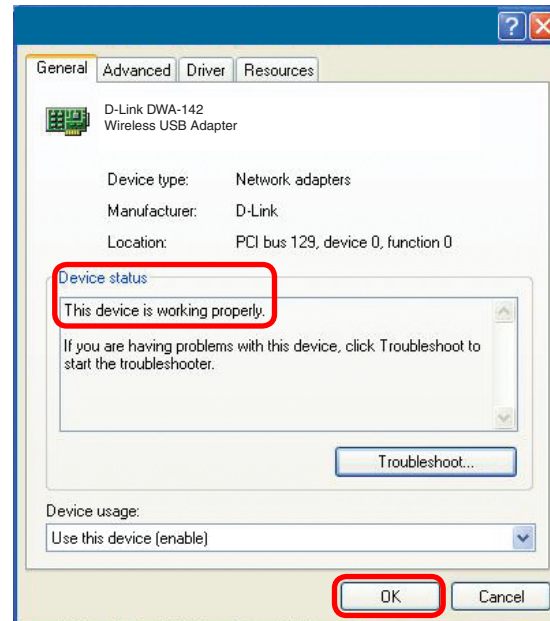 General Advanced Driver Resources
D-Link DWA-142
Wireless USB Adapter
Device type: Network adapters
Manufacturer: D-Link
Location: PCI bus 129, device 0, function 0
Device status
This device is working properly.
If you are having problems with this device, click Troubleshoot to
start the troubleshooter.
Troubleshoot...
Device usage:
Use this device (enable)
OK Cancel